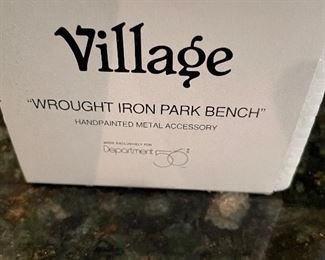 Village
"WROUGHT IRON PARK BENCH"
HANDPAINTED METAL ACCESSORY
MADE EXCLUSIVELY FOR
Department 56